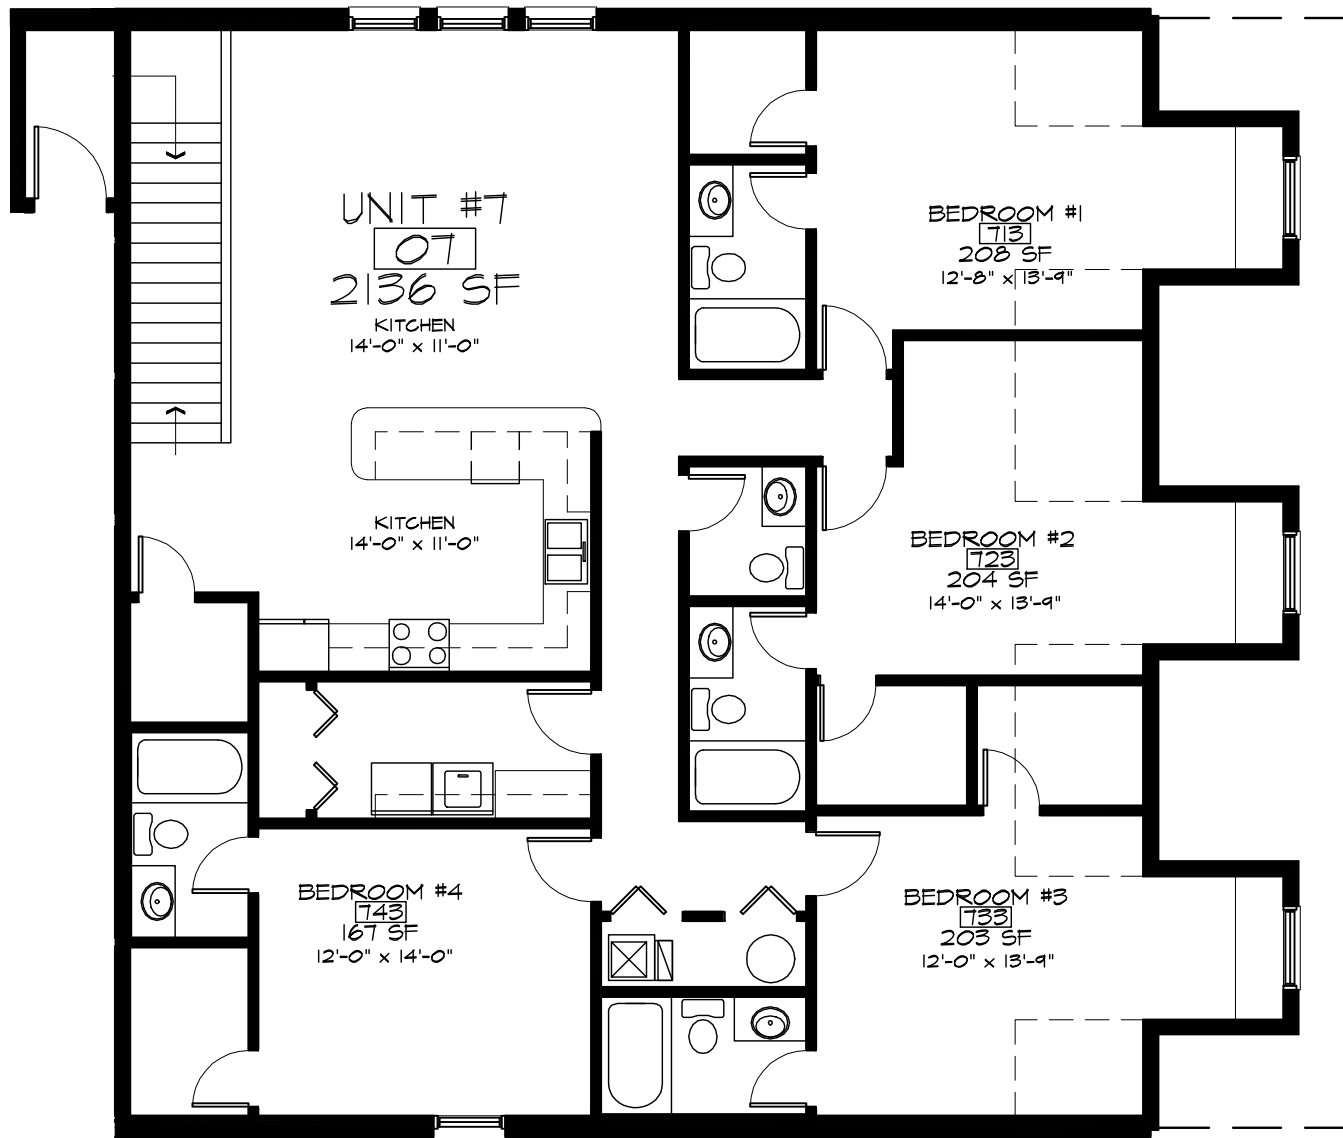 UNIT #7
07
2136 SF
KITCHEN
14'-0" x 11'-0"
BEDROOM #1
713
208 SF
12'-8" x 13'-9"
KITCHEN
14'-0" x 11'-0"
BEDROOM #2
723
204 SF
14'-0" x 13'-9"
BEDROOM #4
743
167 SF
12'-0" x 14'-0"
BEDROOM #3
733
203 SF
12'-0" x 13'-9"